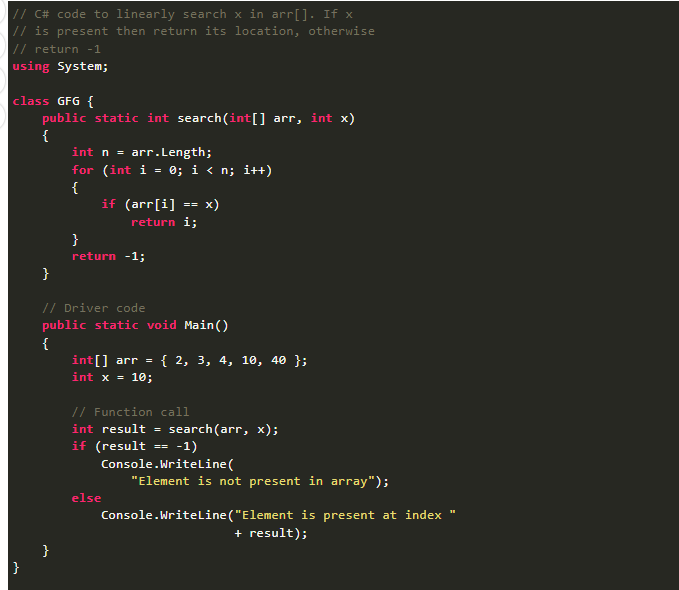 // C# code to linearly search x in arr[]. If x
// is present then return its location, otherwise
// return -1
using System;

class GFG {
    public static int search(int[] arr, int x)
    {
        int n = arr.Length;
        for (int i = 0; i < n; i++)
        {
            if (arr[i] == x)
                return i;
        }
        return -1;
    }

    // Driver code
    public static void Main()
    {
        int[] arr = { 2, 3, 4, 10, 40 };
        int x = 10;

        // Function call
        int result = search(arr, x);
        if (result == -1)
            Console.WriteLine(
                "Element is not present in array");
        else
            Console.WriteLine("Element is present at index "
                              + result);
    }
}